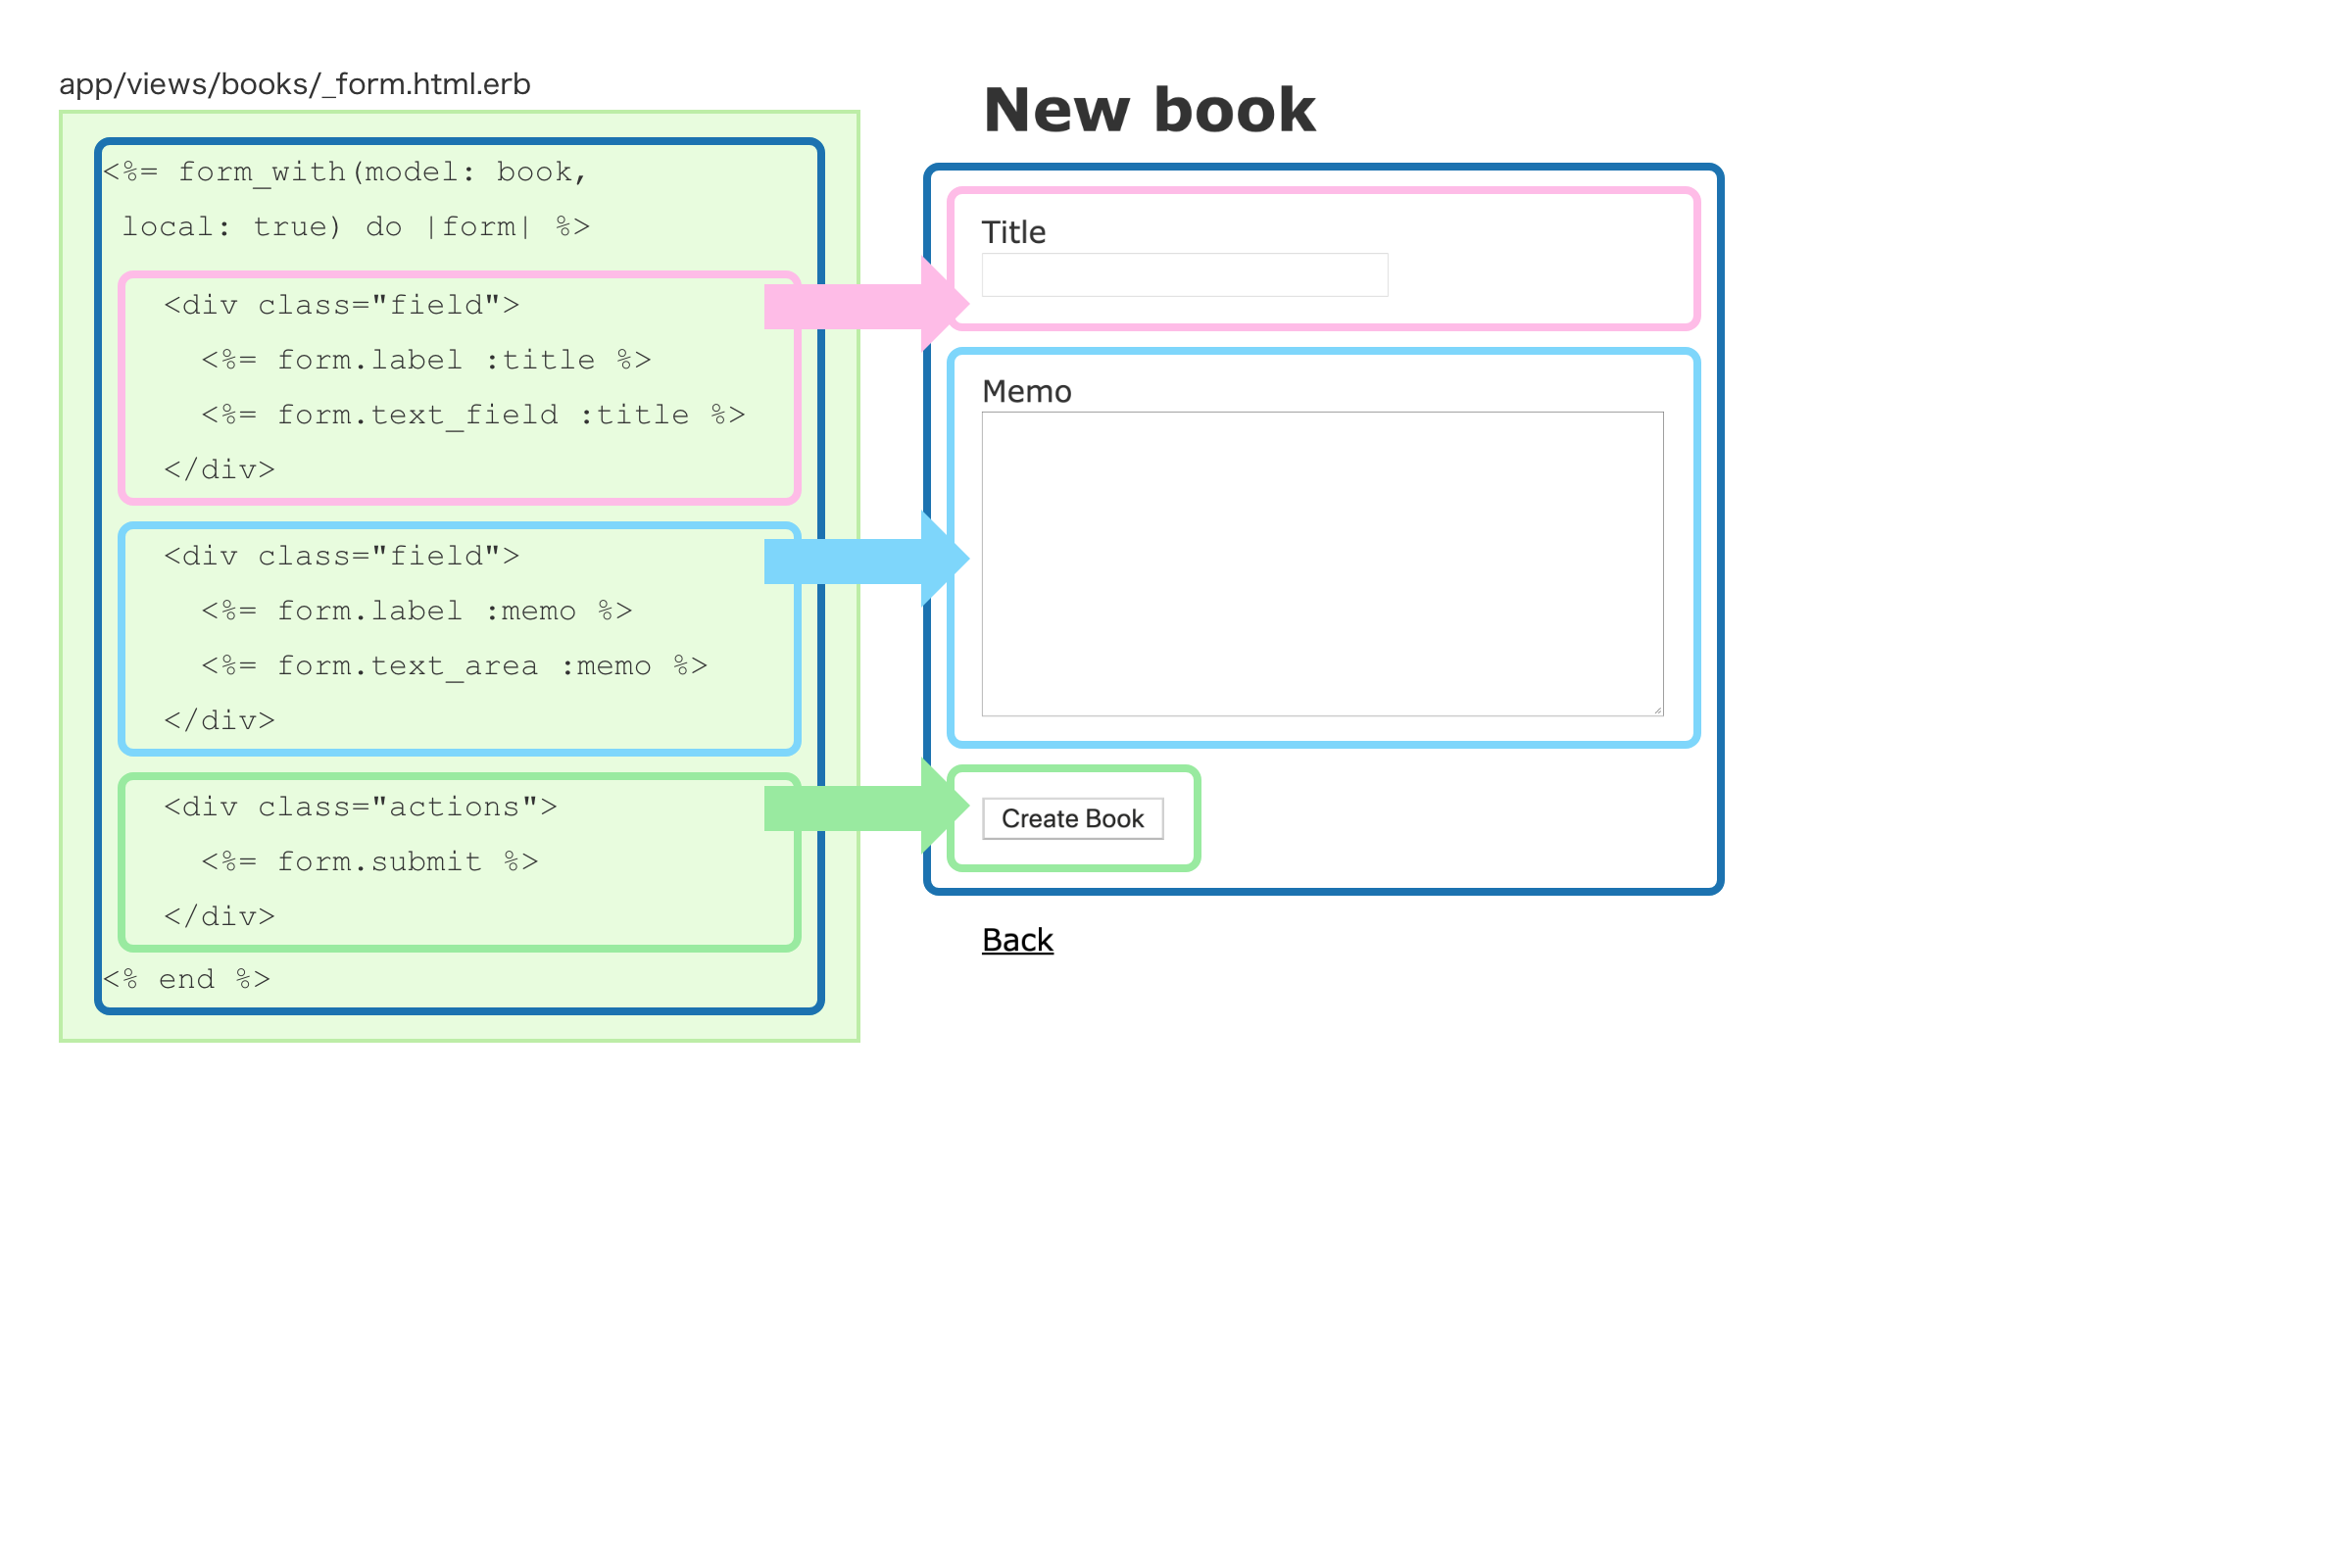 app/views/books/_form.html.erb
<%= form_with(model: book,
local: true) do |form| %>
<div class="field">
<%= form.label :title %>
<%= form.text_field :title %>
</div>
<div class="field">
<%= form.label :memo %>
<%= form.text_area :memo %>
</div>
<div class="actions">
<%= form.submit %>
</div>
<% end %>
New book
Title
Memo
Create Book
Back